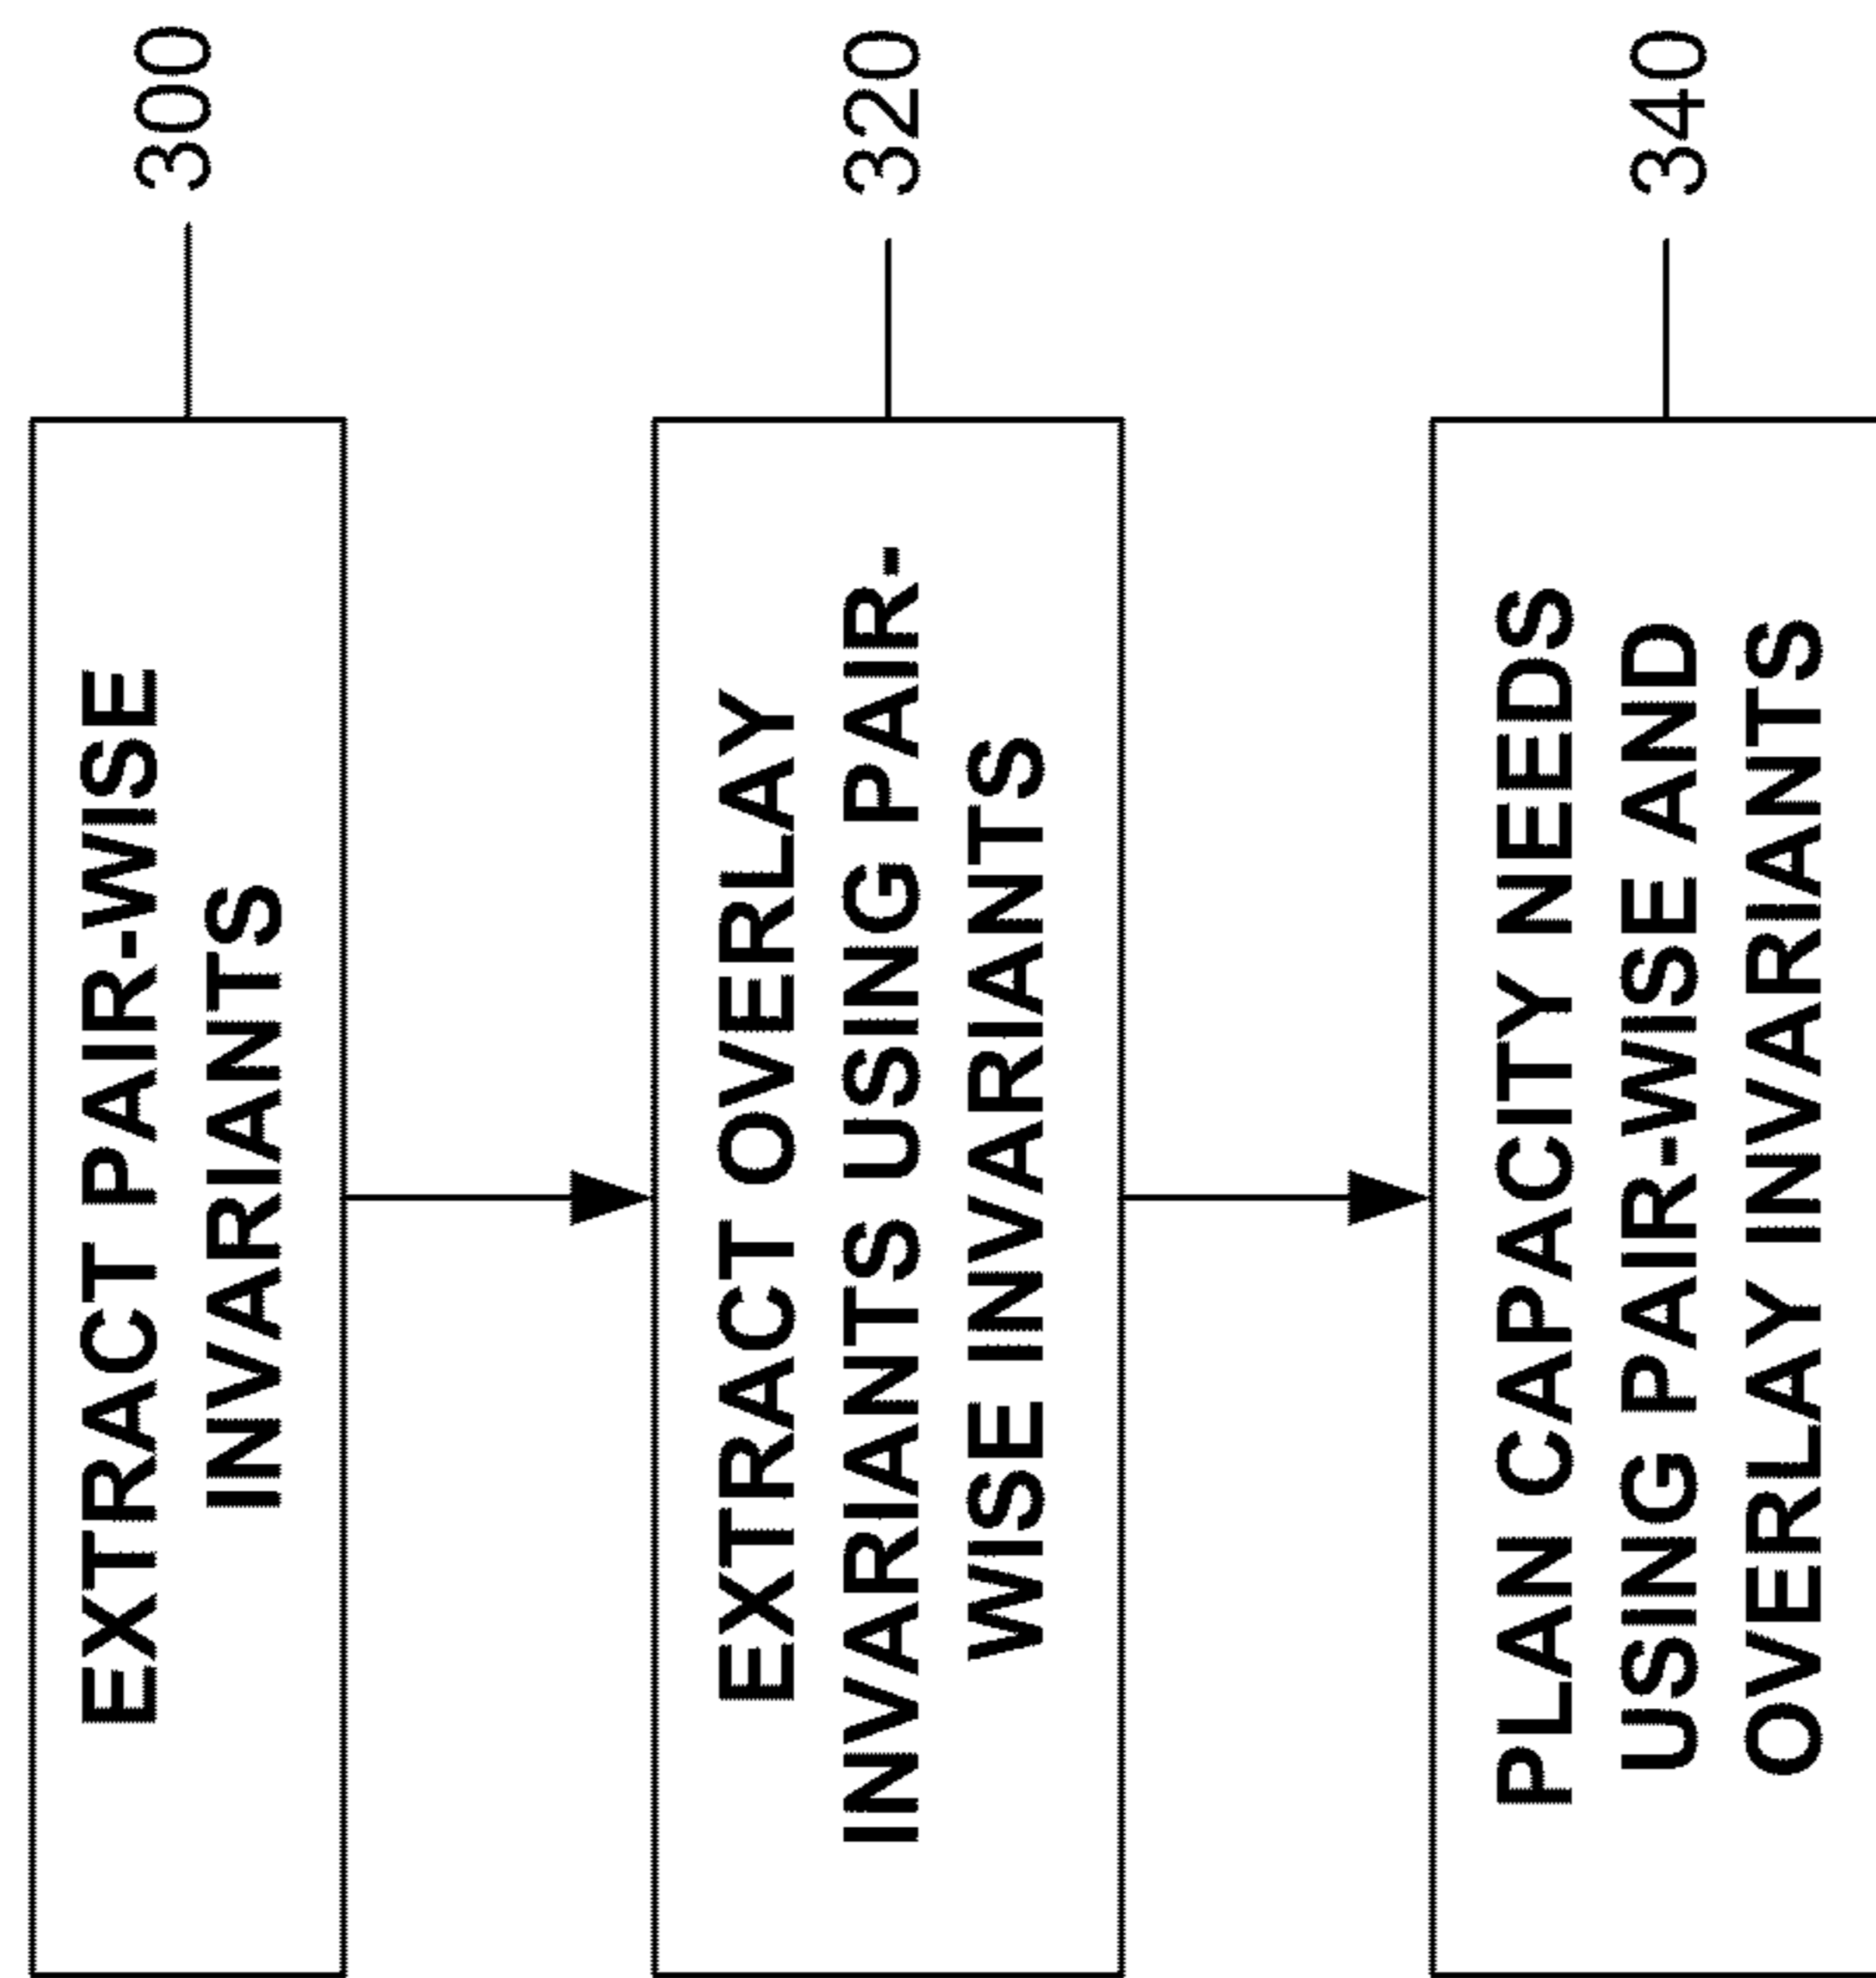 EXTRACT PAIR-WISE
INVARIANTS
300
EXTRACT OVERLAY
INVARIANTS USING PAIR-
WISE INVARIANTS
320
PLAN CAPACITY NEEDS
USING PAIR-WISE AND
OVERLAY INVARIANTS
340